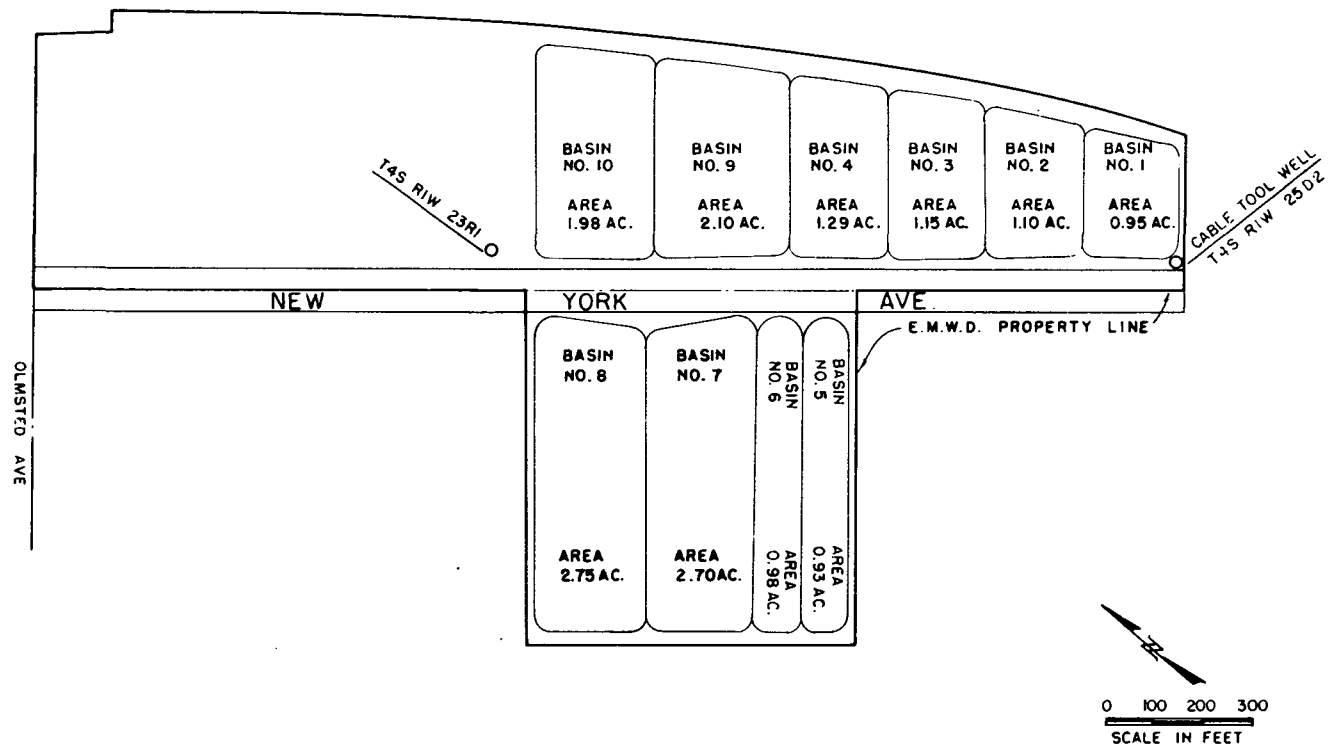 BASIN
NO. 10
AREA
1.98 AC.
BASIN
NO. 9
AREA
2.10 AC.
BASIN
NO. 4
AREA
1.29 AC.
BASIN
NO. 3
AREA
1.15 AC.
BASIN
NO. 2
AREA
1.10 AC.
BASIN
NO. 1
AREA
0.95 AC.
T4S R1W 23R1
CABLE TOOL WELL
T4S R1W 25D2
NEW YORK AVE.
E.M.W.D. PROPERTY LINE
OLMSTED AVE
BASIN
NO. 8
AREA
2.75 AC.
BASIN
NO. 7
AREA
2.70 AC.
BASIN
NO. 6
AREA
0.98 AC.
BASIN
NO. 5
AREA
0.93 AC.
N
0 100 200 300
SCALE IN FEET